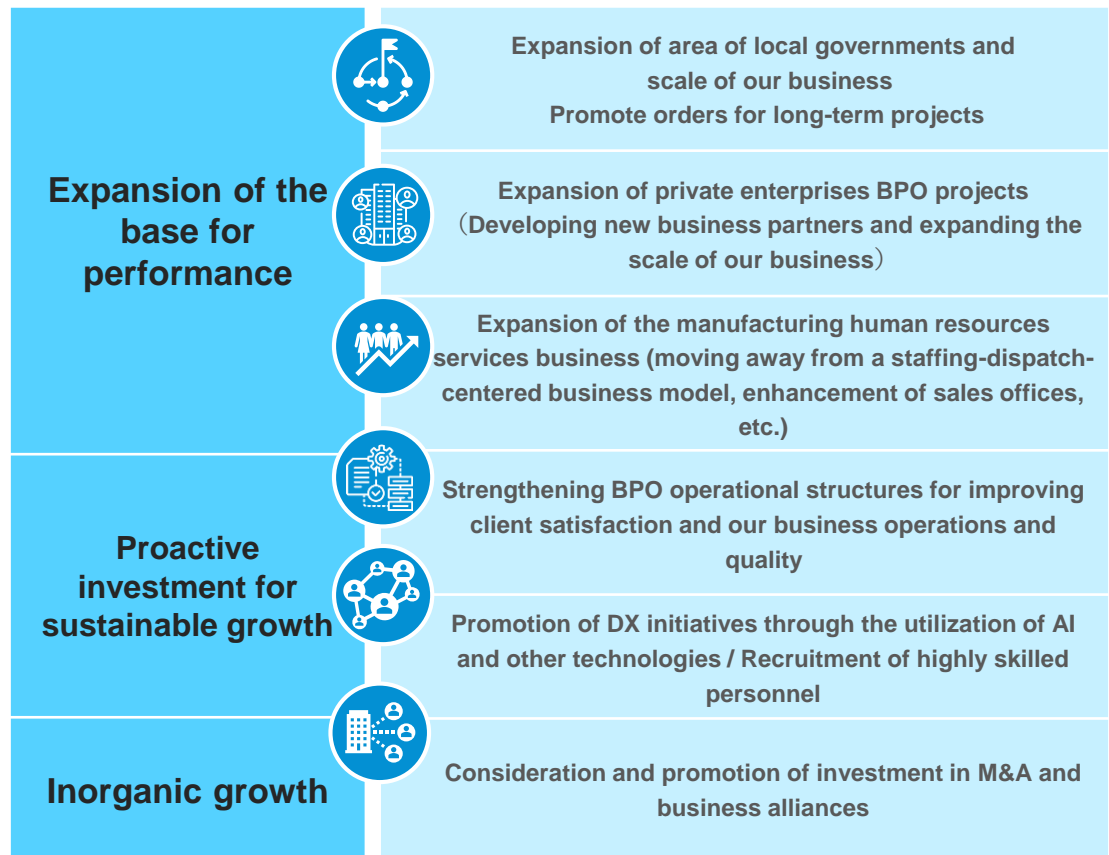 Expansion of the
base for
performance
Expansion of area of local governments and
scale of our business
Promote orders for long-term projects
Expansion of private enterprises BPO projects
（Developing new business partners and expanding the
scale of our business）
Expansion of the manufacturing human resources
services business (moving away from a staffing-dispatch-
centered business model, enhancement of sales offices,
etc.)
Proactive
investment for
sustainable growth
Strengthening BPO operational structures for improving
client satisfaction and our business operations and
quality
Promotion of DX initiatives through the utilization of AI
and other technologies / Recruitment of highly skilled
personnel
Inorganic growth
Consideration and promotion of investment in M&A and
business alliances